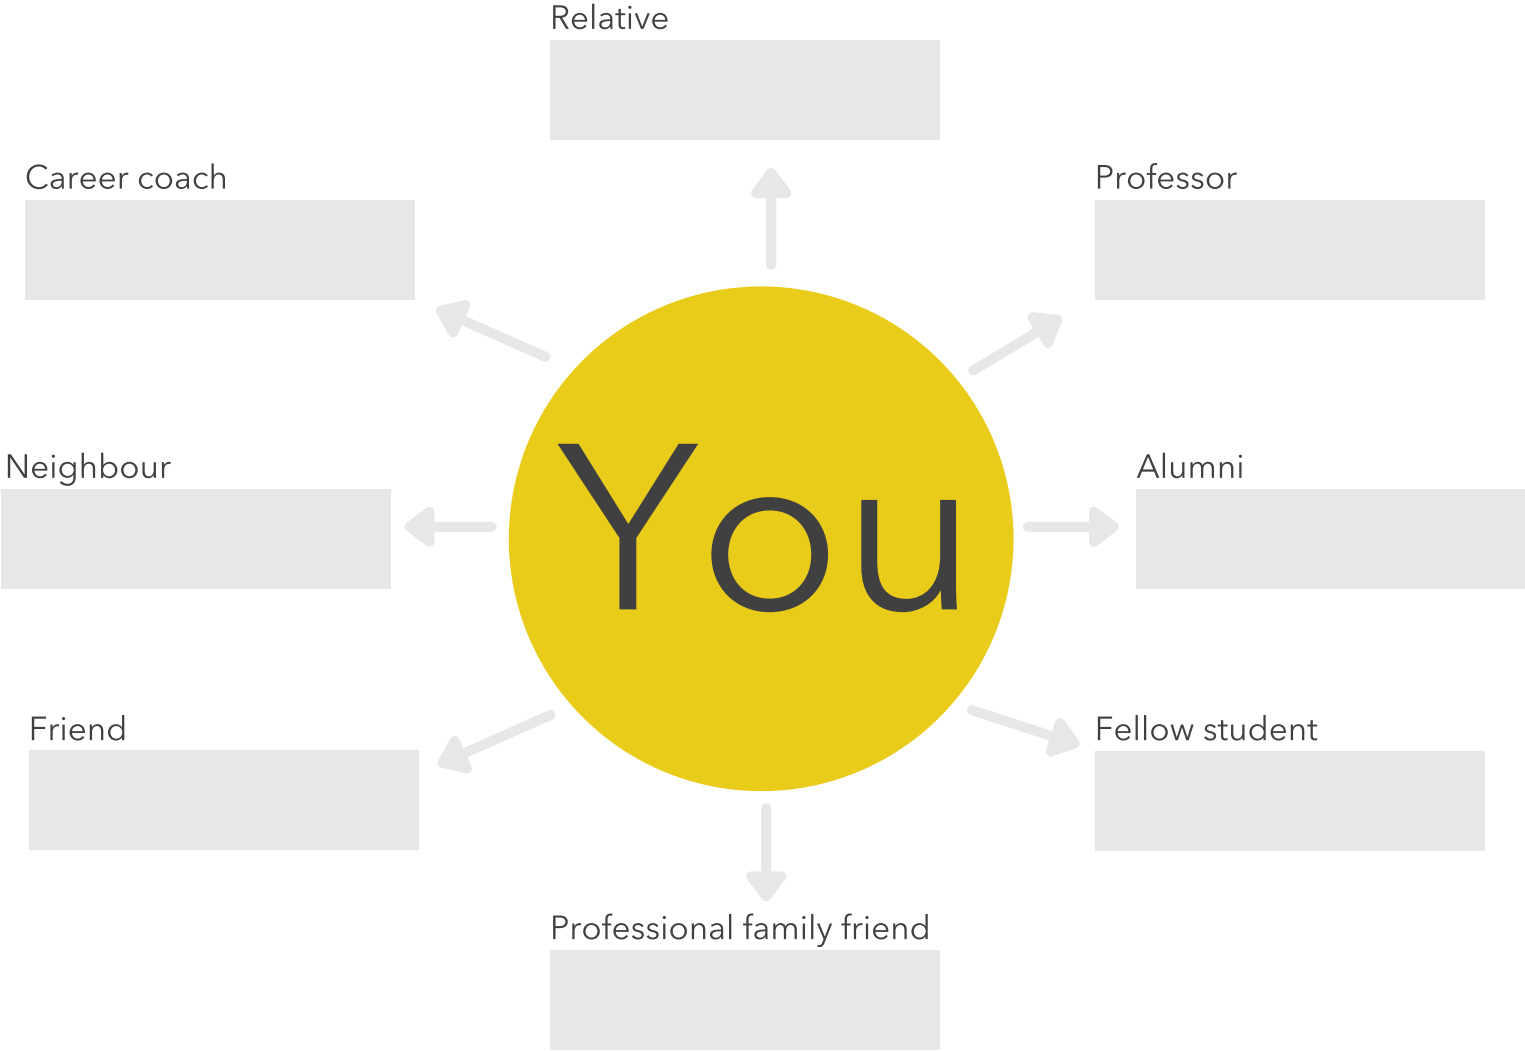 Relative
Career coach
Professor
You
Neighbour
Alumni
Friend
Fellow student
Professional family friend